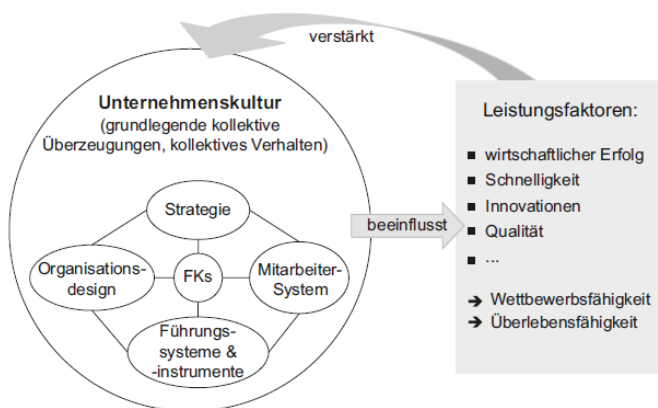 verstärkt
Unternehmenskultur
(grundlegende kollektive
Überzeugungen, kollektives Verhalten)
Strategie
Organisations-
design
FKs
Mitarbeiter-
System
Führungs-
systeme &
-instrumente
beeinflusst
Leistungsfaktoren:
■ wirtschaftlicher Erfolg
■ Schnelligkeit
■ Innovationen
■ Qualität
■ ...
➔ Wettbewerbsfähigkeit
➔ Überlebensfähigkeit